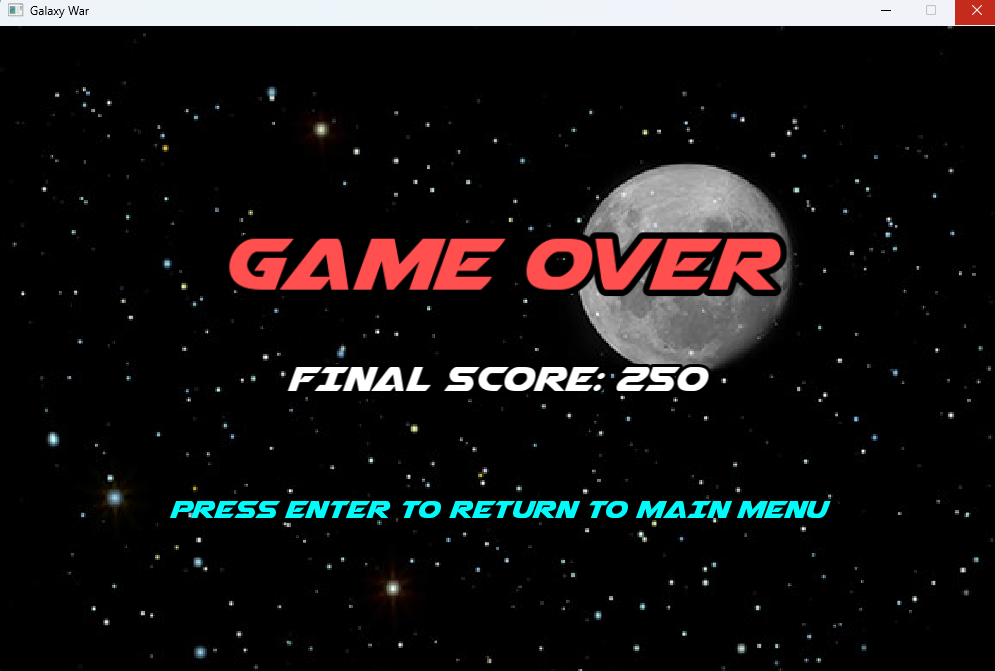 Galaxy War
GAME OVER
FINAL SCORE: 250
PRESS ENTER TO RETURN TO MAIN MENU